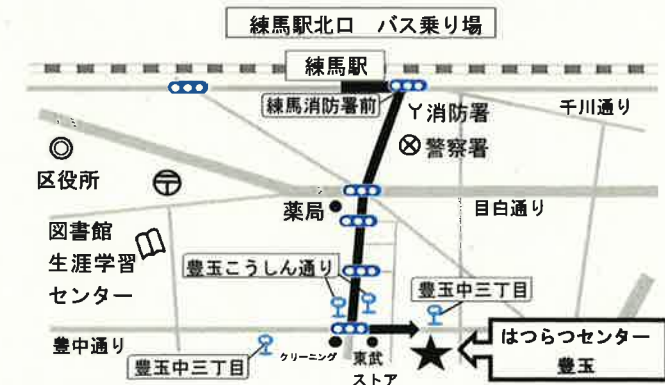 練馬駅北口 バス乗り場
練馬駅
練馬消防署前
消防署
千川通り
警察署
区役所
薬局
目白通り
図書館
生涯学習
センター
豊玉こうしん通り
豊玉中三丁目
豊中通り
豊玉中三丁目
クリーニング
東武
ストア
はつらつセンター
豊玉